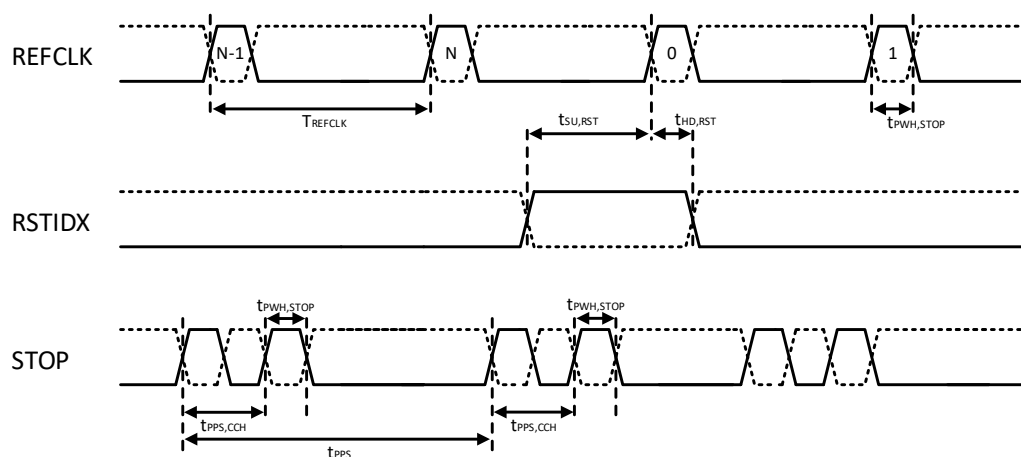 REFCLK
N-1
N
0
1
TREFCLK
tSU,RST
tHD,RST
tPWH,STOP
RSTIDX
tPWH,STOP
tPWH,STOP
STOP
tPPS,CCH
tPPS,CCH
tPPS